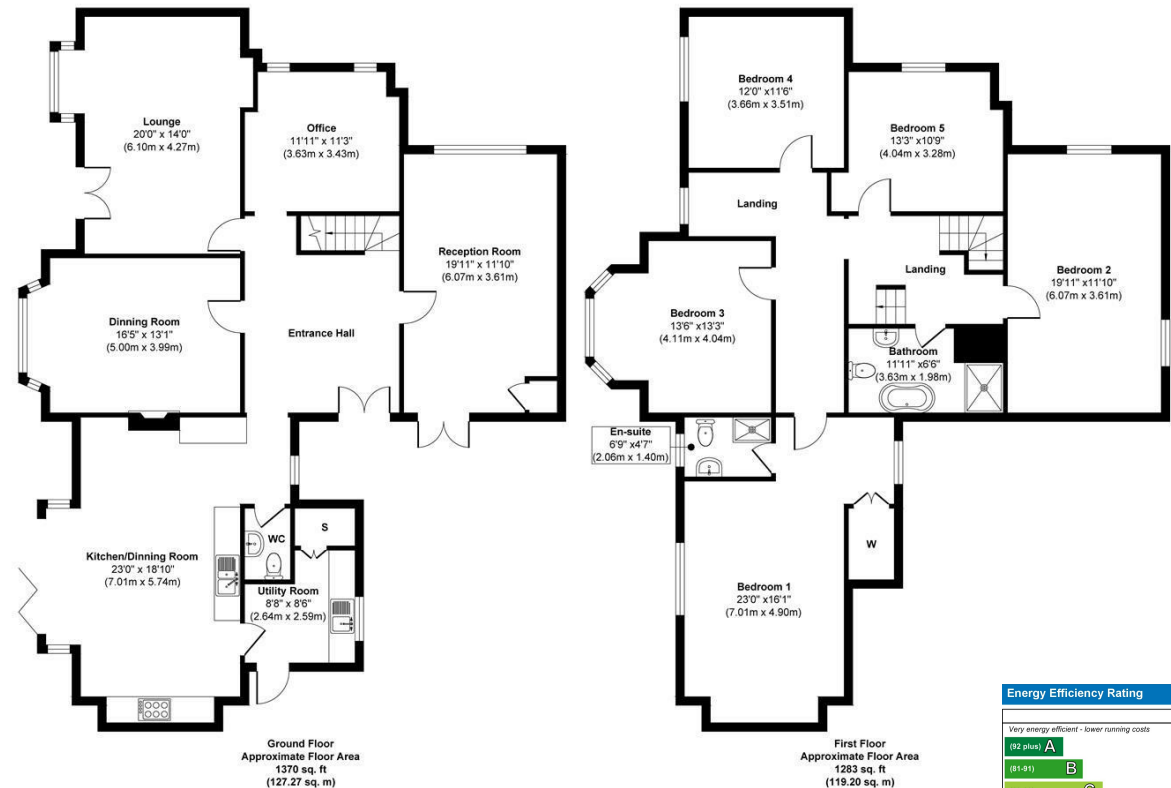 Lounge
20'0" x 14'0"
(6.10m x 4.27m)
Office
11'11" x 11'3"
(3.63m x 3.43m)
Reception Room
19'11" x 11'10"
(6.07m x 3.61m)
Dinning Room
16'5" x 13'1"
(5.00m x 3.99m)
Entrance Hall
Kitchen/Dinning Room
23'0" x 18'10"
(7.01m x 5.74m)
WC
S
Utility Room
8'8" x 8'6"
(2.64m x 2.59m)
Ground Floor
Approximate Floor Area
1370 sq. ft
(127.27 sq. m)
Bedroom 4
12'0" x11'6"
(3.66m x 3.51m)
Bedroom 5
13'3" x10'9"
(4.04m x 3.28m)
Landing
Landing
Bedroom 2
19'11" x11'10"
(6.07m x 3.61m)
Bedroom 3
13'6" x13'3"
(4.11m x 4.04m)
Bathroom
11'11" x6'6"
(3.63m x 1.98m)
En-suite
6'9" x4'7"
(2.06m x 1.40m)
W
Bedroom 1
23'0" x16'1"
(7.01m x 4.90m)
First Floor
Approximate Floor Area
1283 sq. ft
(119.20 sq. m)
Energy Efficiency Rating
Very energy efficient - lower running costs
(92 plus) A
(81-91) B